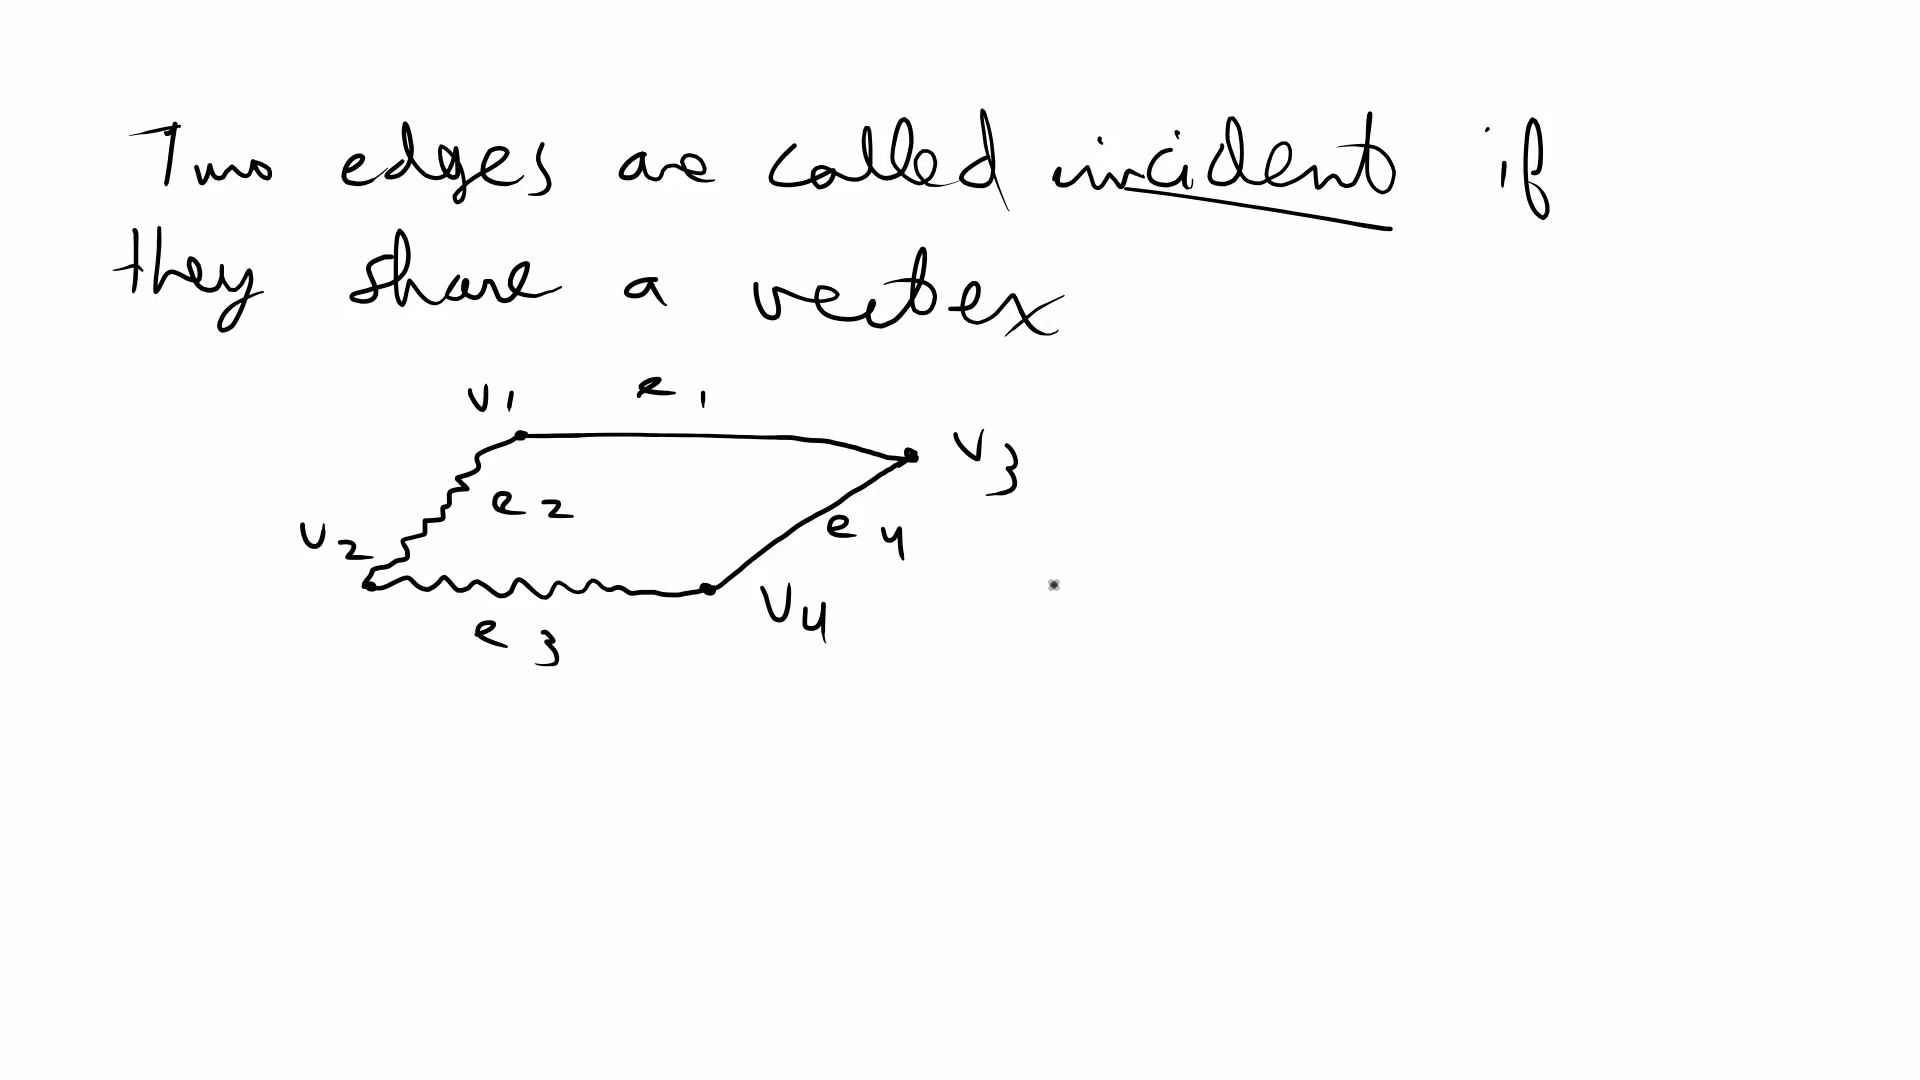 Two edges are called incident if
they share a vertex
v1 e1
v3
e2
v2 e4
v4
e3